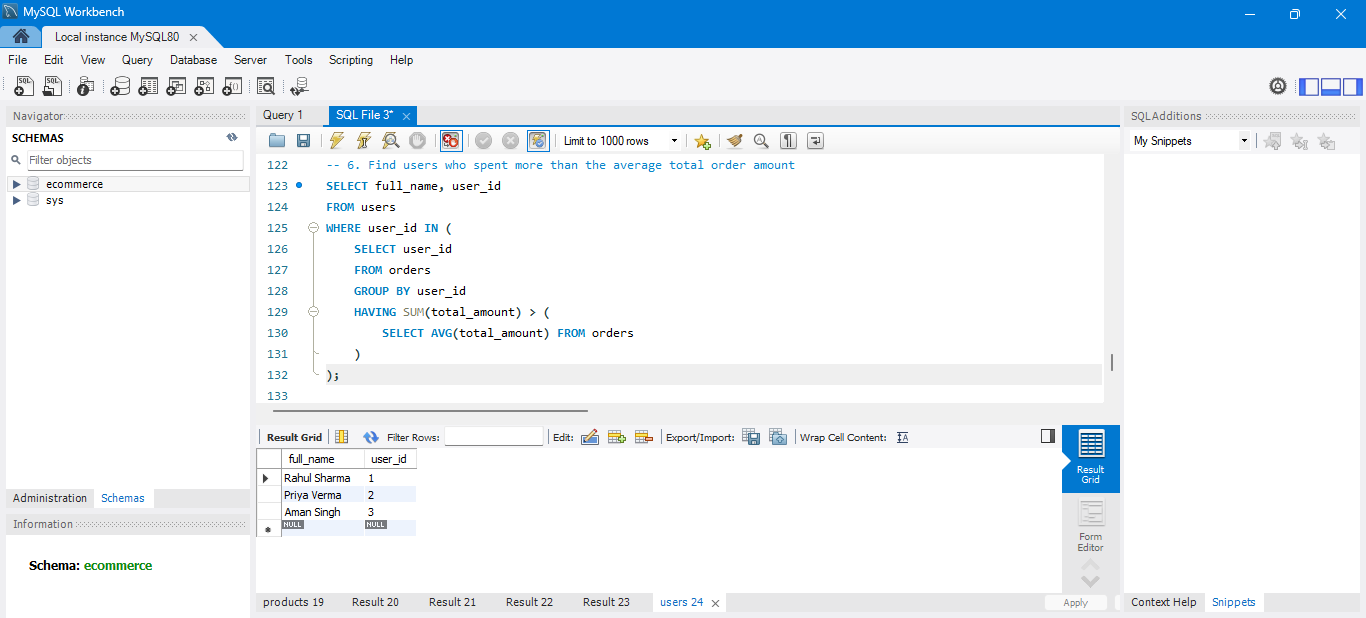 MySQL Workbench
Local instance MySQL80
File Edit View Query Database Server Tools Scripting Help
Navigator
SCHEMAS
Filter objects
ecommerce
sys
Administration Schemas
Information
Schema: ecommerce
Query 1 SQL File 3*
Limit to 1000 rows
122 -- 6. Find users who spent more than the average total order amount
123 SELECT full_name, user_id
124 FROM users
125 WHERE user_id IN (
126 SELECT user_id
127 FROM orders
128 GROUP BY user_id
129 HAVING SUM(total_amount) > (
130 SELECT AVG(total_amount) FROM orders
131 )
132 );
133
Result Grid Filter Rows: Edit: Export/Import: Wrap Cell Content:
full_name user_id
Rahul Sharma 1
Priya Verma 2
Aman Singh 3
NULL NULL
Result
Grid
Form
Editor
products 19 Result 20 Result 21 Result 22 Result 23 users 24
Apply
SQLAdditions
My Snippets
Context Help Snippets